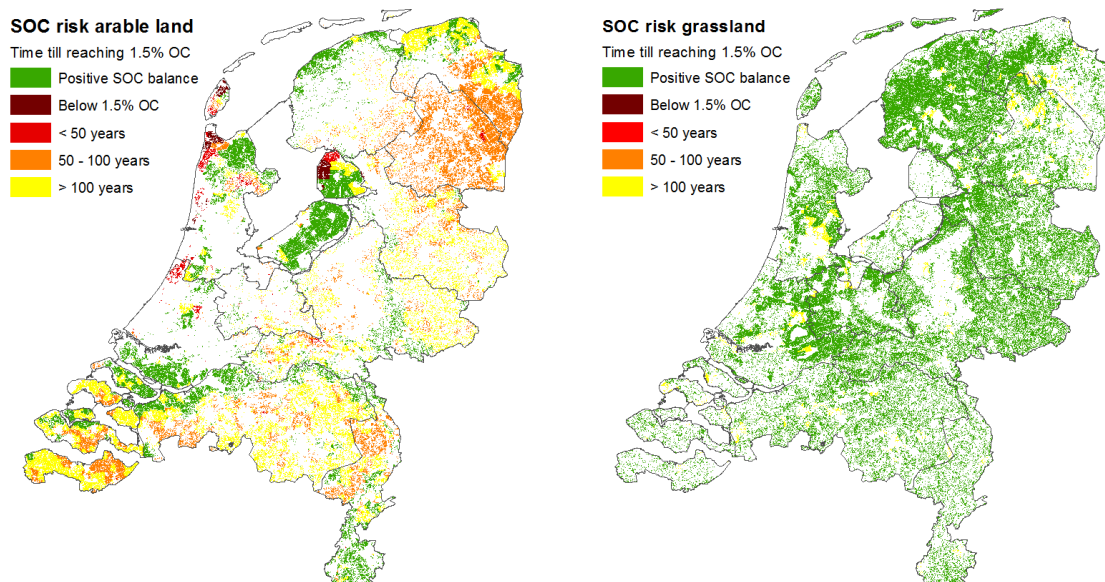 SOC risk arable land
Time till reaching 1.5% OC
Positive SOC balance
Below 1.5% OC
< 50 years
50 - 100 years
> 100 years
SOC risk grassland
Time till reaching 1.5% OC
Positive SOC balance
Below 1.5% OC
< 50 years
50 - 100 years
> 100 years